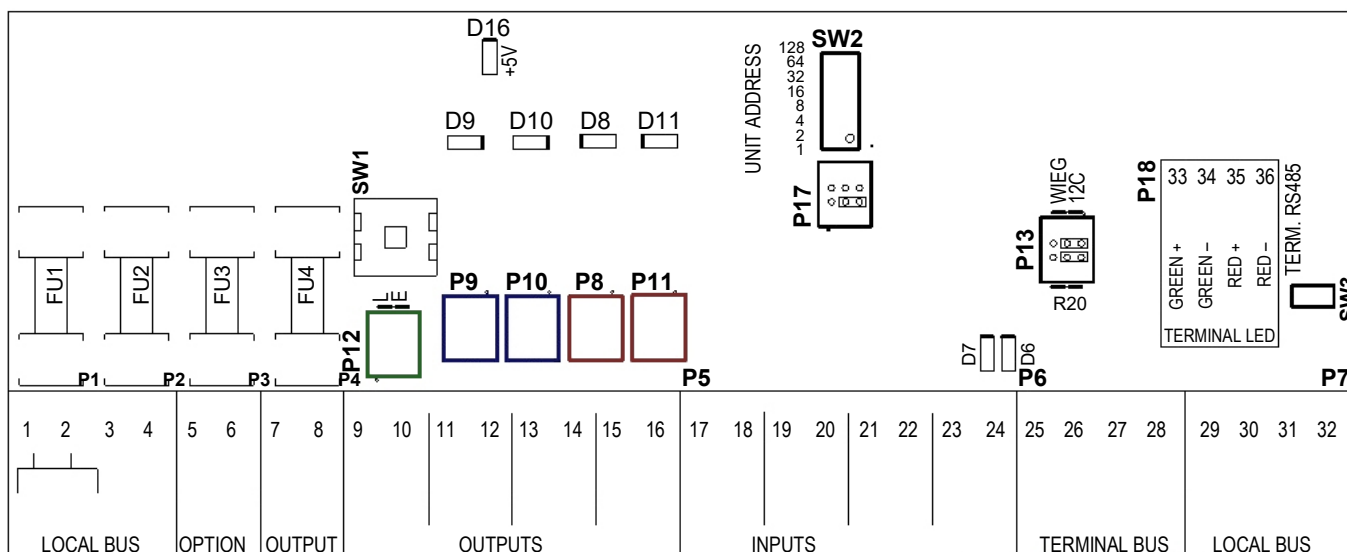 D16
+5V
D9 D10 D8 D11
UNIT ADDRESS
SW2
128
64
32
16
8
4
2
1
P17
SW1
FU1 FU2 FU3 FU4
P12
LE
P9 P10 P8 P11
WIEG
12C
P13
R20
P18
33 34 35 36
GREEN +
GREEN –
RED +
RED –
TERMINAL LED
TERM. RS485
SW3
D7 D6
P1 P2 P3 P4 P5 P6 P7
1 2 3 4 5 6 7 8 9 10 11 12 13 14 15 16 17 18 19 20 21 22 23 24 25 26 27 28 29 30 31 32
LOCAL BUS OPTION OUTPUT OUTPUTS INPUTS TERMINAL BUS LOCAL BUS